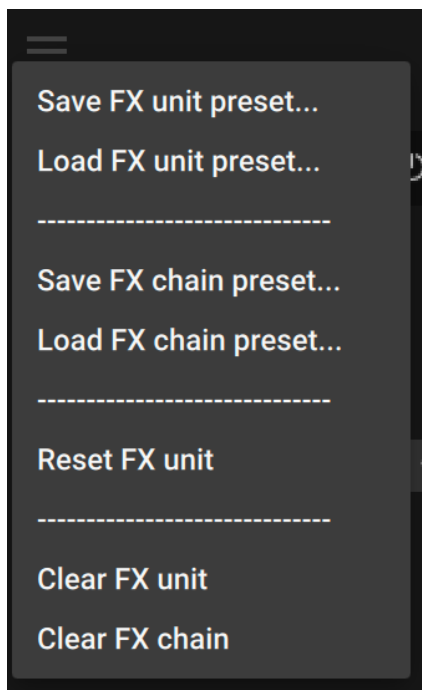 Save FX unit preset...
Load FX unit preset...
------------------------------
Save FX chain preset...
Load FX chain preset...
------------------------------
Reset FX unit
------------------------------
Clear FX unit
Clear FX chain